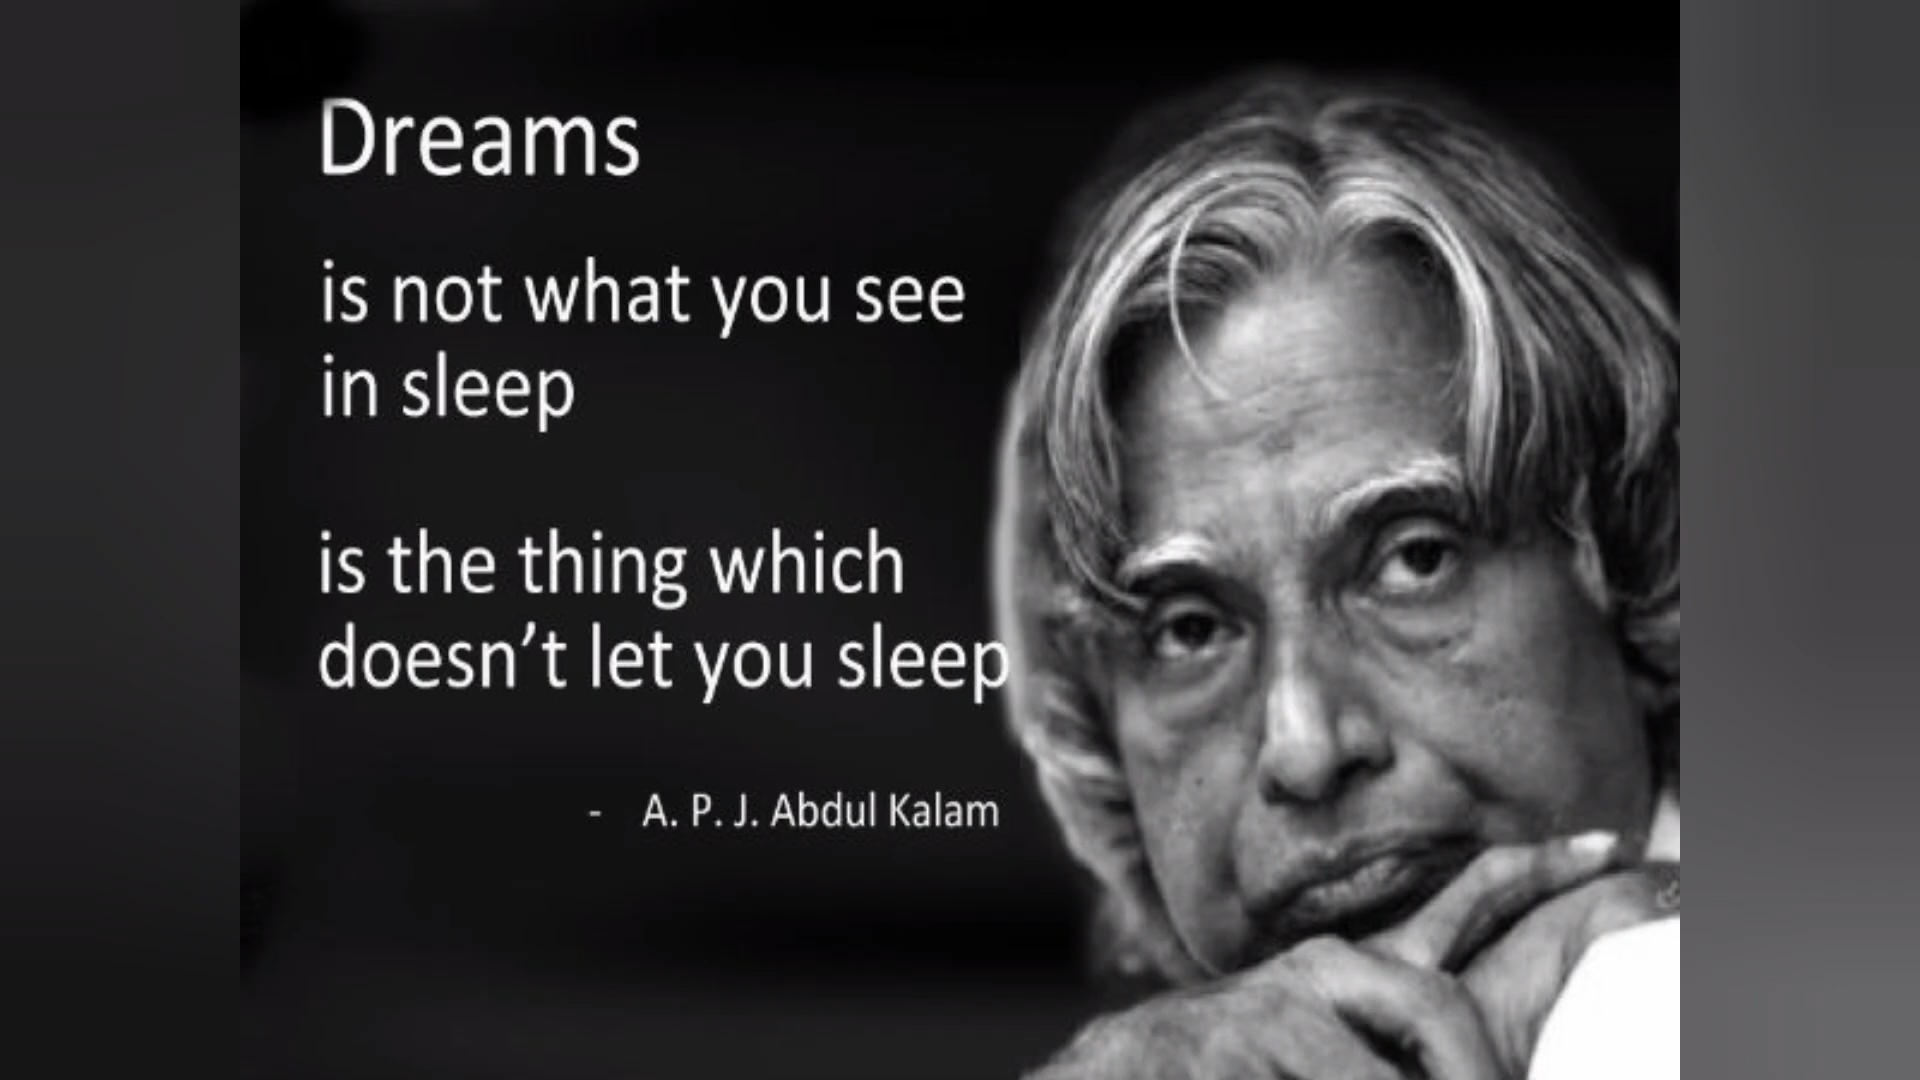 Dreams
is not what you see
in sleep
is the thing which
doesn’t let you sleep
- A. P. J. Abdul Kalam